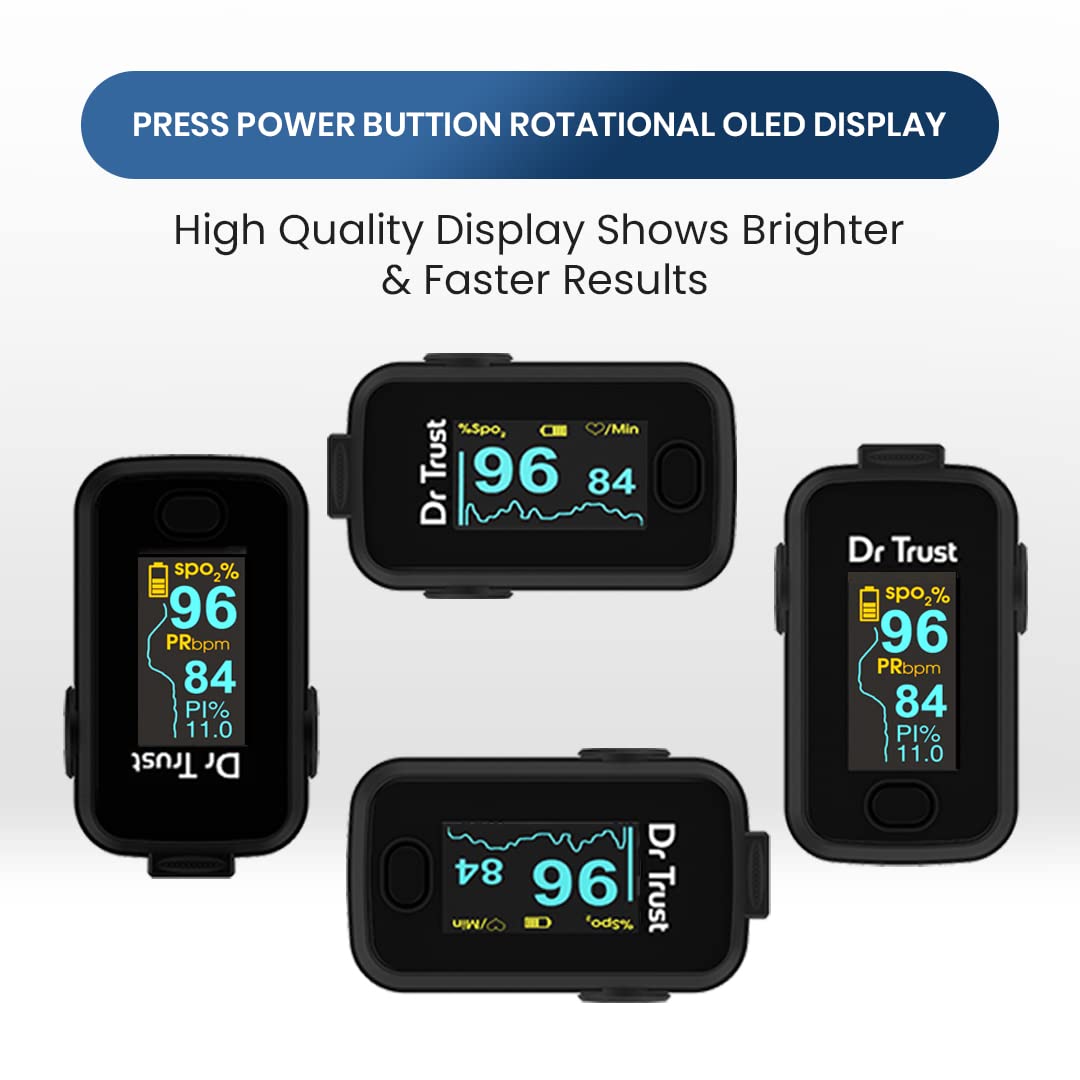 PRESS POWER BUTTION ROTATIONAL OLED DISPLAY
High Quality Display Shows Brighter
& Faster Results
Dr Trust
%Spo₂ ♡/Min
96 84
spo₂%
96
PRbpm
84
PI%
11.0
Dr Trust
Dr Trust
spo₂%
96
PRbpm
84
PI%
11.0
Dr Trust
%Spo₂ ♡/Min
96 84